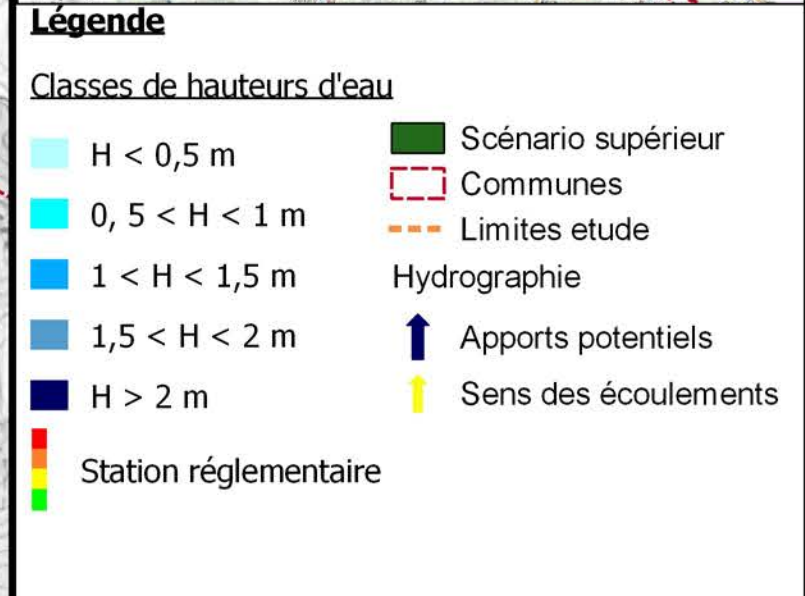 Légende
Classes de hauteurs d'eau
H < 0,5 m
0, 5 < H < 1 m
1 < H < 1,5 m
1,5 < H < 2 m
H > 2 m
Station réglementaire
Scénario supérieur
Communes
Limites etude
Hydrographie
Apports potentiels
Sens des écoulements